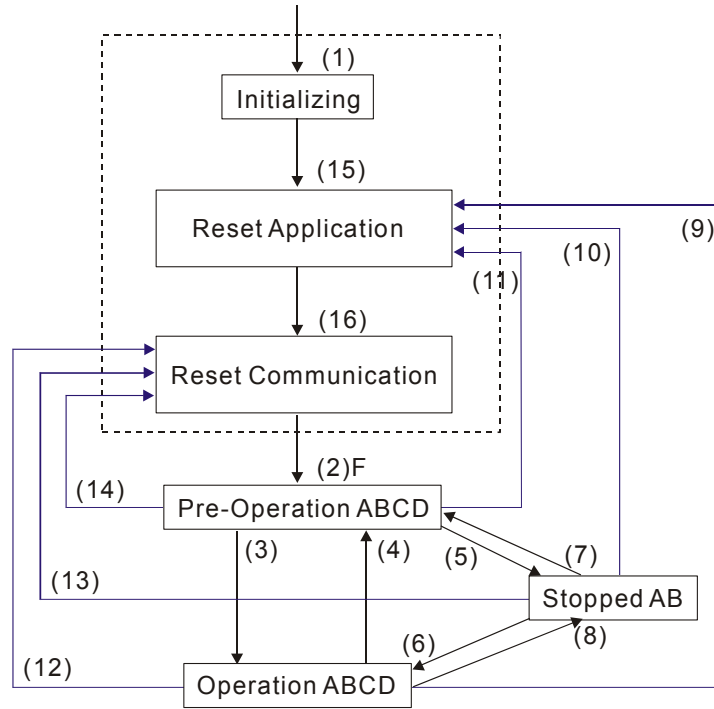 (1)
Initializing
(15)
Reset Application
(9)
(10)
(11)
(16)
Reset Communication
(2)F
(14)
Pre-Operation ABCD
(3)
(4)
(5)
(7)
(13)
Stopped AB
(6)
(8)
(12)
Operation ABCD